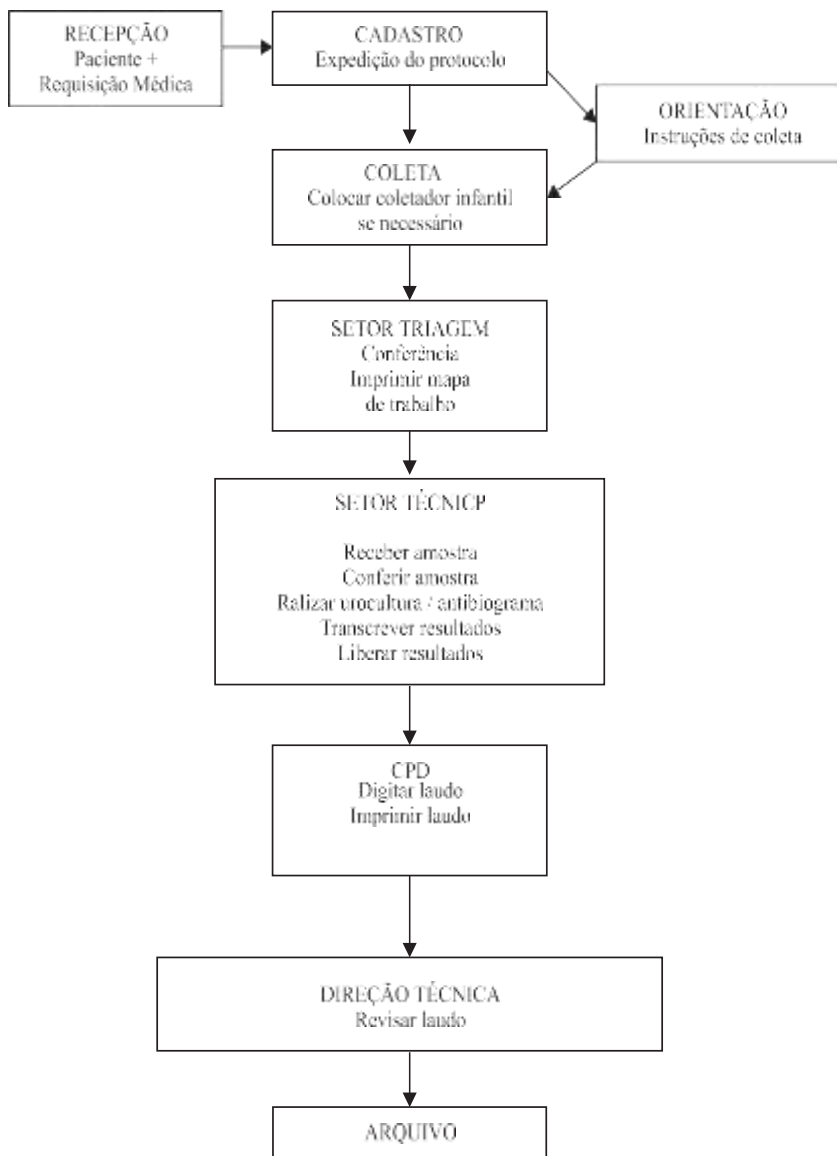 RECEPÇÃO
Paciente +
Requisição Médica
CADASTRO
Expedição do protocolo
ORIENTAÇÃO
Instruções de coleta
COLETA
Colocar coletador infantil
se necessário
SETOR TRIAGEM
Conferência
Imprimir mapa
de trabalho
SETOR TÉCNICP
Receber amostra
Conferir amostra
Ralizar urocultura / antibiograma
Transcrever resultados
Liberar resultados
CPD
Digitar laudo
Imprimir laudo
DIREÇÃO TÉCNICA
Revisar laudo
ARQUIVO